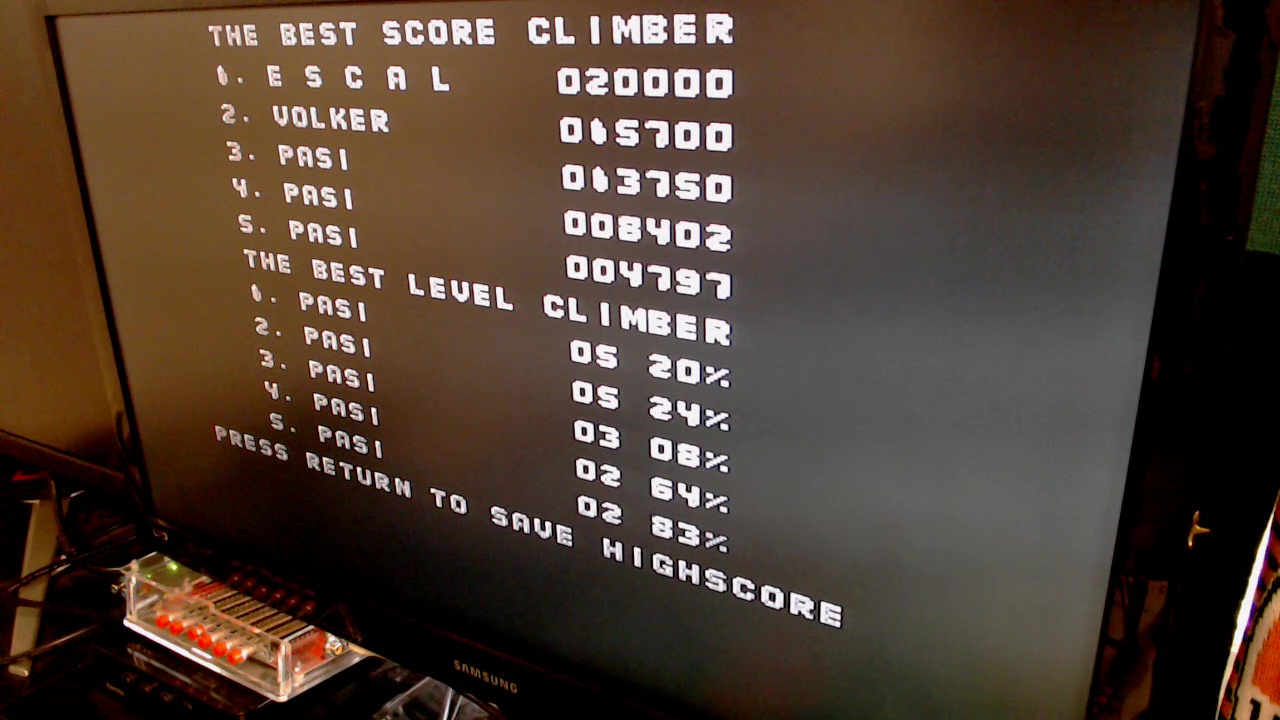 THE BEST SCORE CLIMBER
1. E S C A L 020000
2. VOLKER 015700
3. PASI 013750
4. PASI 008402
5. PASI 004797
THE BEST LEVEL CLIMBER
1. PASI 05 20%
2. PASI 05 24%
3. PASI 03 08%
4. PASI 02 64%
5. PASI 02 83%
PRESS RETURN TO SAVE HIGHSCORE
SAMSUNG